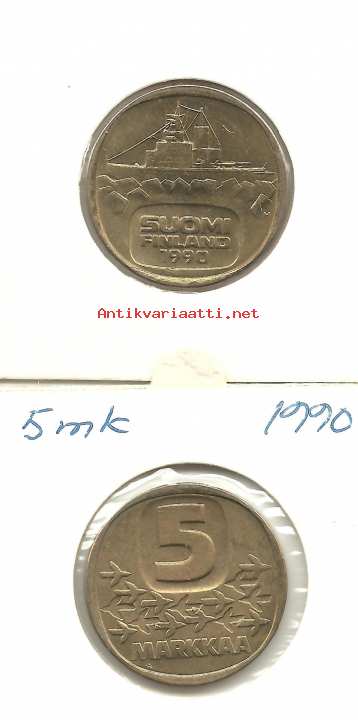 SUOMI
FINLAND
1990
Antikvariaatti.net
5 mk 1990
5
MARKKAA